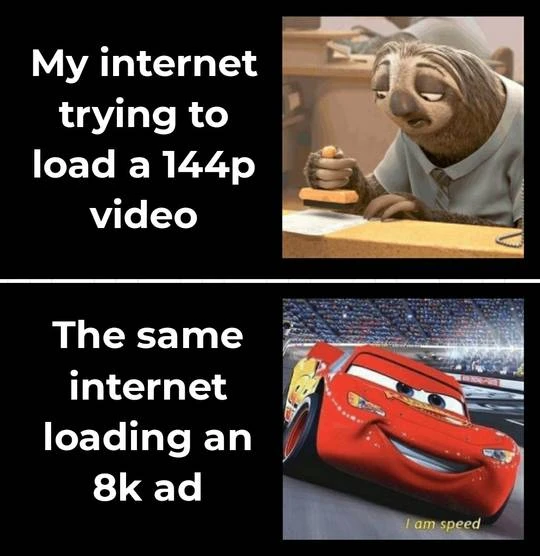 My internet
trying to
load a 144p
video
The same
internet
loading an
8k ad
I am speed